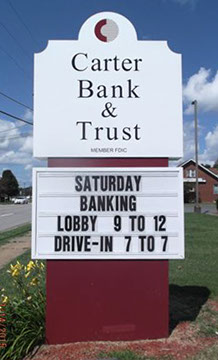 Carter
Bank
&
Trust
MEMBER FDIC
SATURDAY
BANKING
LOBBY 9 TO 12
DRIVE-IN 7 TO 7